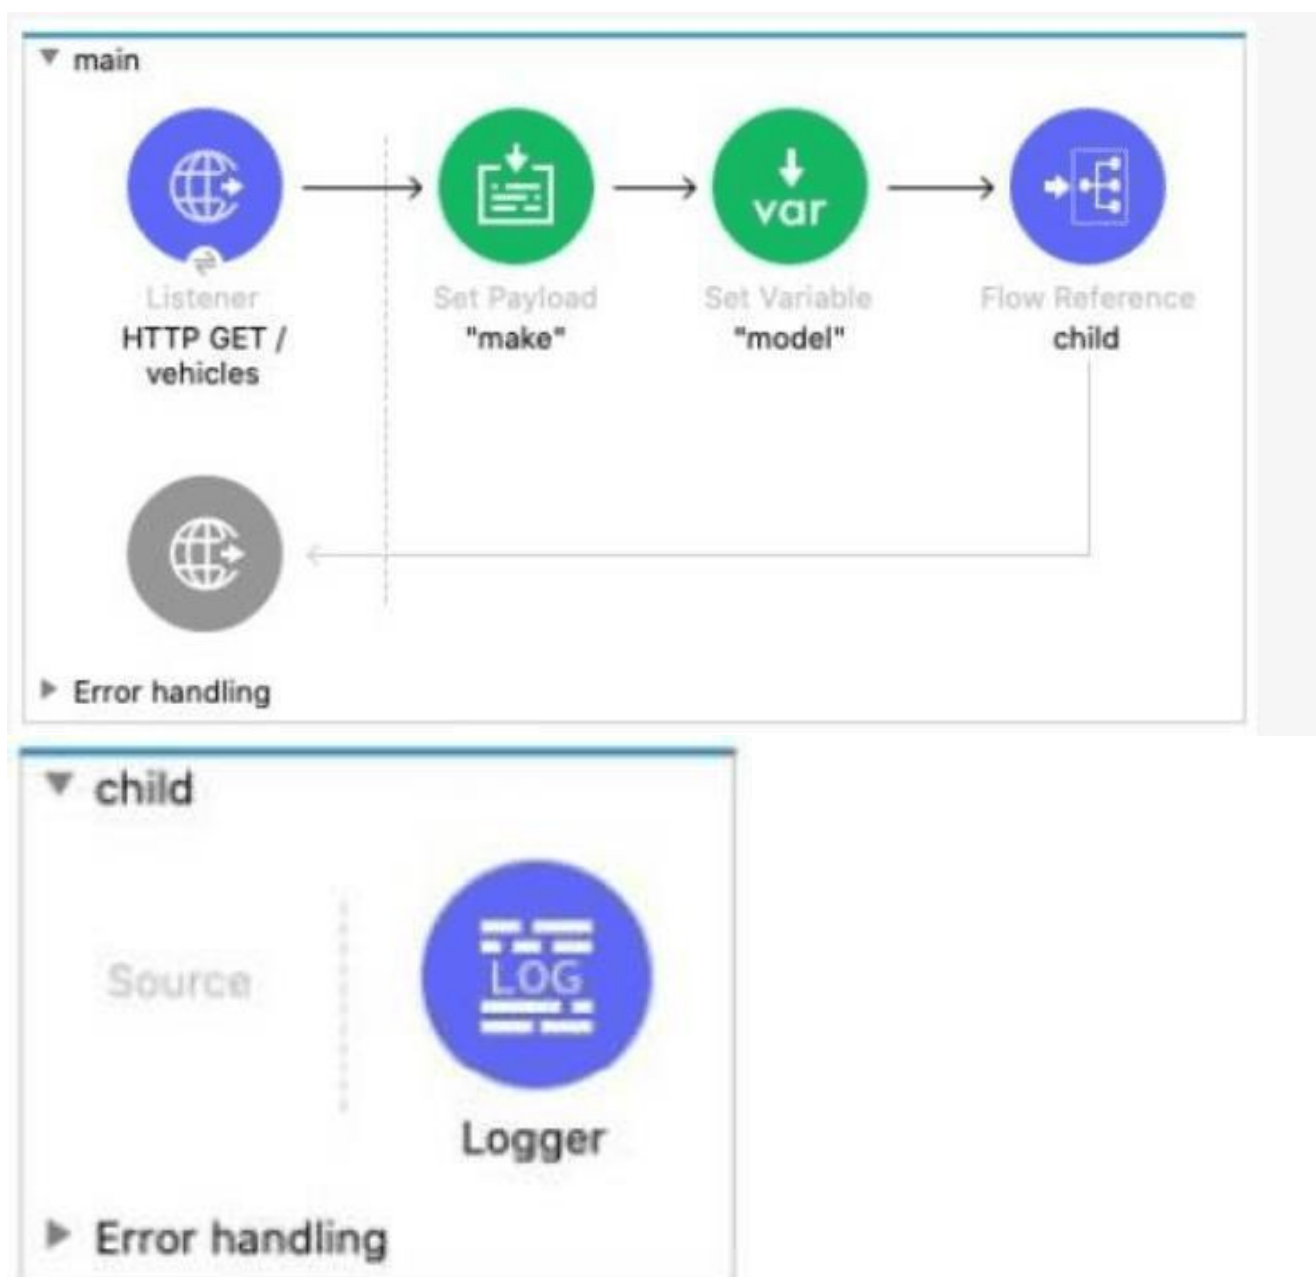 main
var
Listener
HTTP GET /
vehicles
Set Payload
"make"
Set Variable
"model"
Flow Reference
child
Error handling
child
Source
LOG
Logger
Error handling